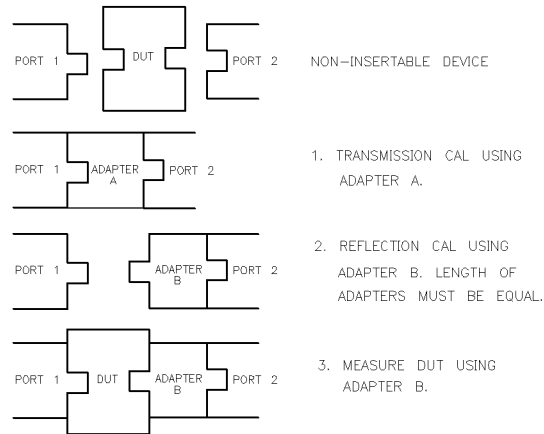 PORT 1
DUT
PORT 2
NON-INSERTABLE DEVICE
PORT 1
ADAPTER
A
PORT 2
1. TRANSMISSION CAL USING
ADAPTER A.
PORT 1
ADAPTER
B
PORT 2
2. REFLECTION CAL USING
ADAPTER B. LENGTH OF
ADAPTERS MUST BE EQUAL.
PORT 1
DUT
ADAPTER
B
PORT 2
3. MEASURE DUT USING
ADAPTER B.